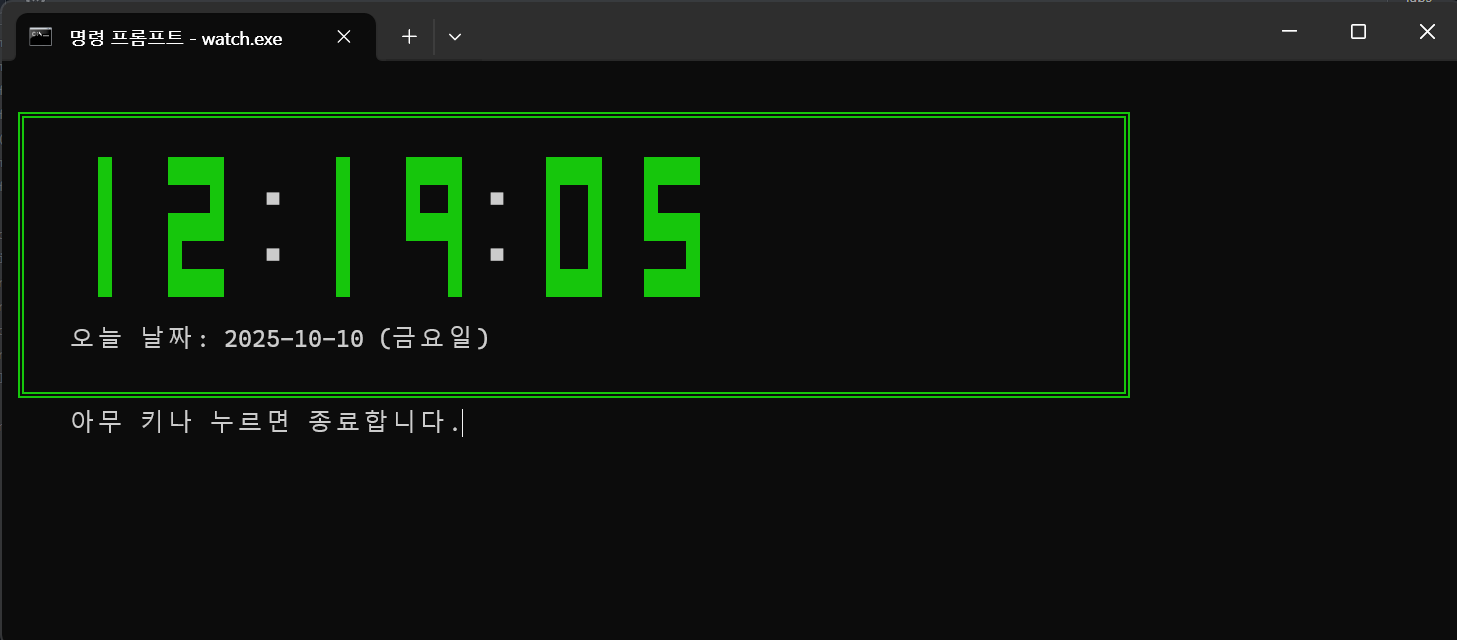 명령 프롬프트 - watch.exe
12:19:05
오늘 날짜: 2025-10-10 (금요일)
아무 키나 누르면 종료합니다.